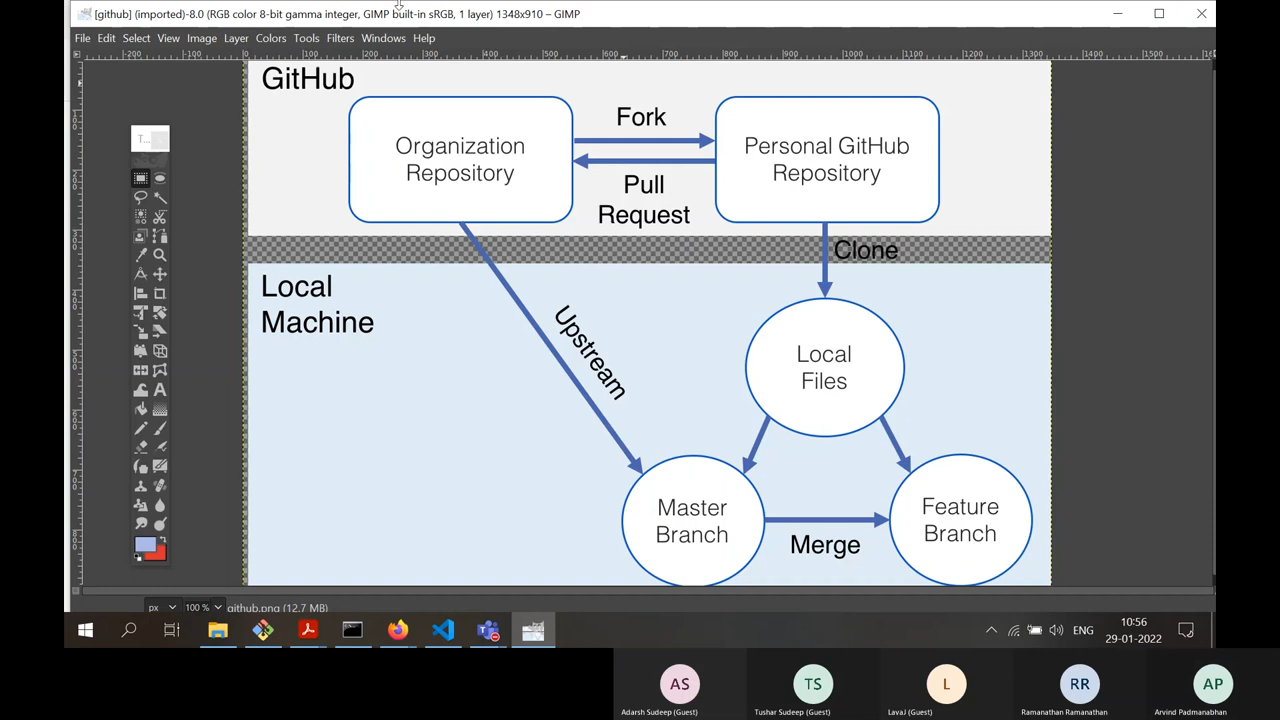 [github] (imported)-8.0 (RGB color 8-bit gamma integer, GIMP built-in sRGB, 1 layer) 1348x910 – GIMP
File Edit Select View Image Layer Colors Tools Filters Windows Help
GitHub
Organization
Repository
Fork
Pull
Request
Personal GitHub
Repository
Clone
Local
Machine
Upstream
Local
Files
Master
Branch
Merge
Feature
Branch
px 100 % github.png (12.7 MB)
ENG
10:56
29-01-2022
AS
Adarsh Sudeep (Guest)
TS
Tushar Sudeep (Guest)
L
LavaJ (Guest)
RR
Ramanathan Ramanathan
AP
Arvind Padmanabhan